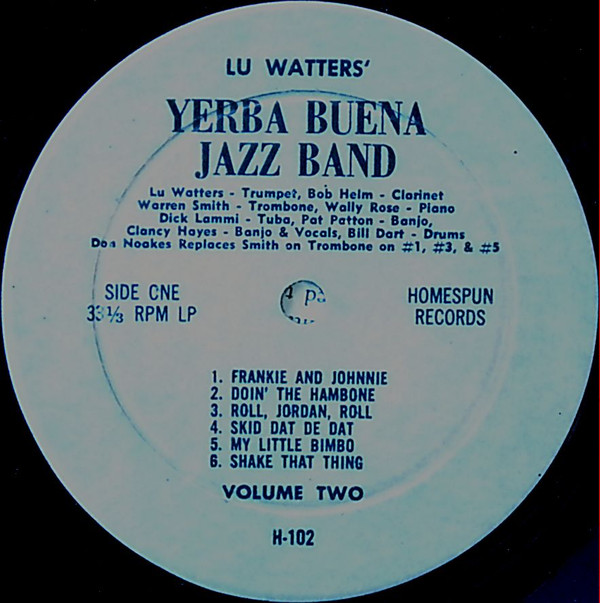 LU WATTERS'
YERBA BUENA
JAZZ BAND
Lu Watters - Trumpet, Bob Helm - Clarinet
Warren Smith - Trombone, Wally Rose - Piano
Dick Lammi - Tuba, Pat Patton - Banjo,
Clancy Hayes - Banjo & Vocals, Bill Dart - Drums
Don Noakes Replaces Smith on Trombone on #1, #3, & #5
SIDE ONE
33⅓ RPM LP
HOMESPUN
RECORDS
1. FRANKIE AND JOHNNIE
2. DOIN' THE HAMBONE
3. ROLL, JORDAN, ROLL
4. SKID DAT DE DAT
5. MY LITTLE BIMBO
6. SHAKE THAT THING
VOLUME TWO
H-102